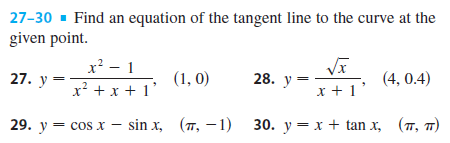 27–30 ▪ Find an equation of the tangent line to the curve at the
given point.
27. y = (x² − 1)/(x² + x + 1), (1, 0) 28. y = √x/(x + 1), (4, 0.4)
29. y = cos x − sin x, (π, −1) 30. y = x + tan x, (π, π)